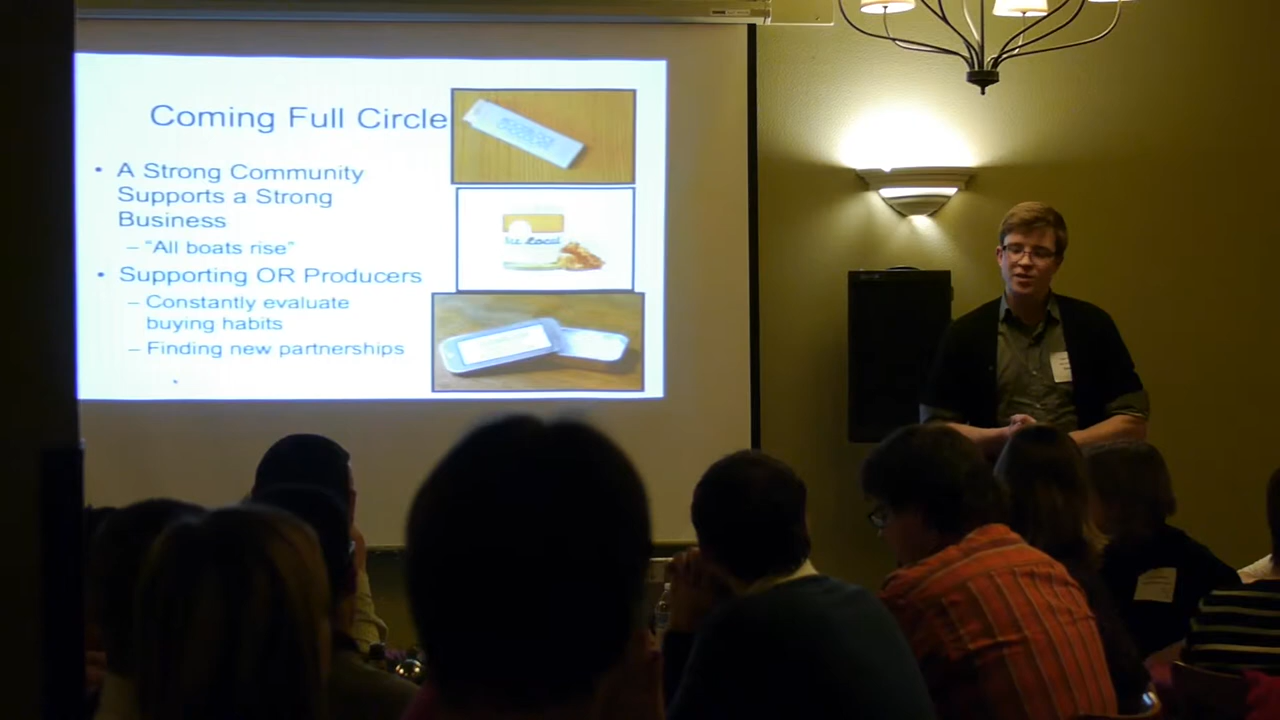 Coming Full Circle
• A Strong Community
Supports a Strong
Business
– “All boats rise”
• Supporting OR Producers
– Constantly evaluate
buying habits
– Finding new partnerships
Local